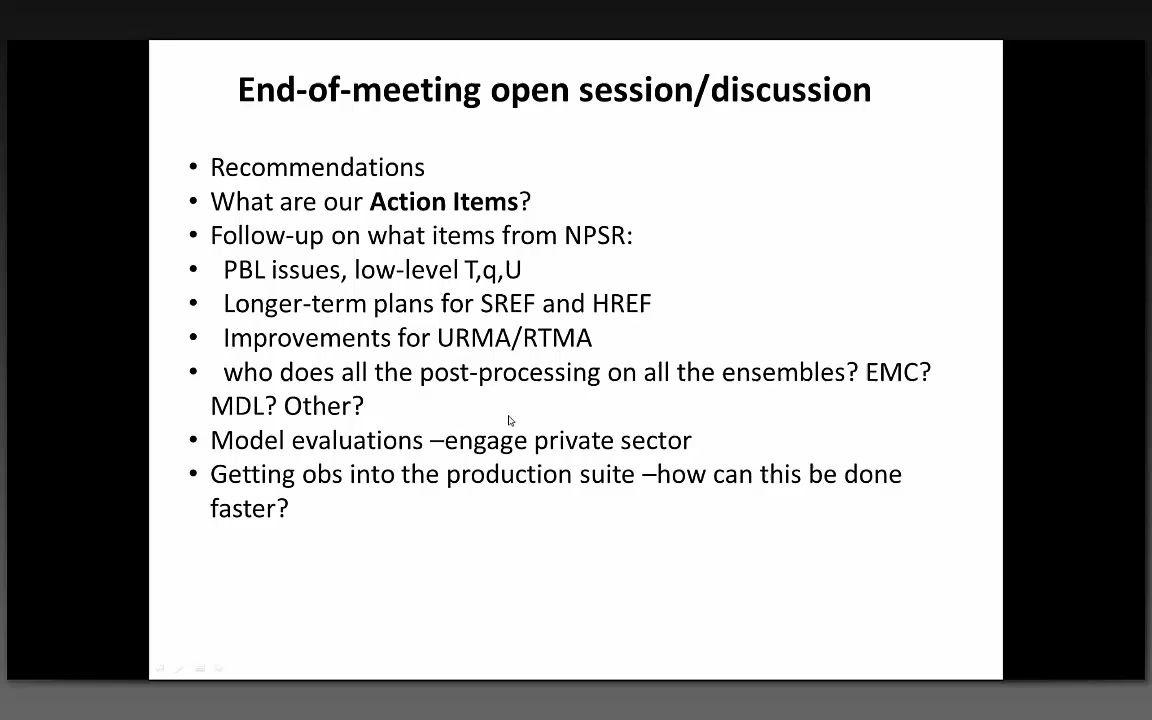 End-of-meeting open session/discussion
• Recommendations
• What are our Action Items?
• Follow-up on what items from NPSR:
• PBL issues, low-level T,q,U
• Longer-term plans for SREF and HREF
• Improvements for URMA/RTMA
• who does all the post-processing on all the ensembles? EMC?
MDL? Other?
• Model evaluations –engage private sector
• Getting obs into the production suite –how can this be done
faster?